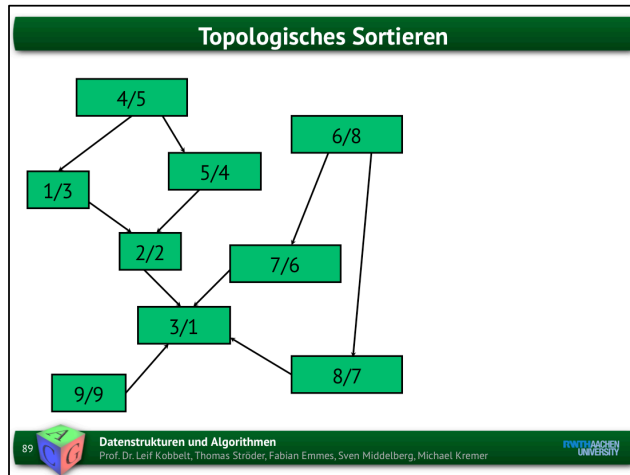 Topologisches Sortieren
4/5
6/8
5/4
1/3
2/2
7/6
3/1
8/7
9/9
89
A
C
G
Datenstrukturen und Algorithmen
Prof. Dr. Leif Kobbelt, Thomas Ströder, Fabian Emmes, Sven Middelberg, Michael Kremer
RWTHAACHEN
UNIVERSITY